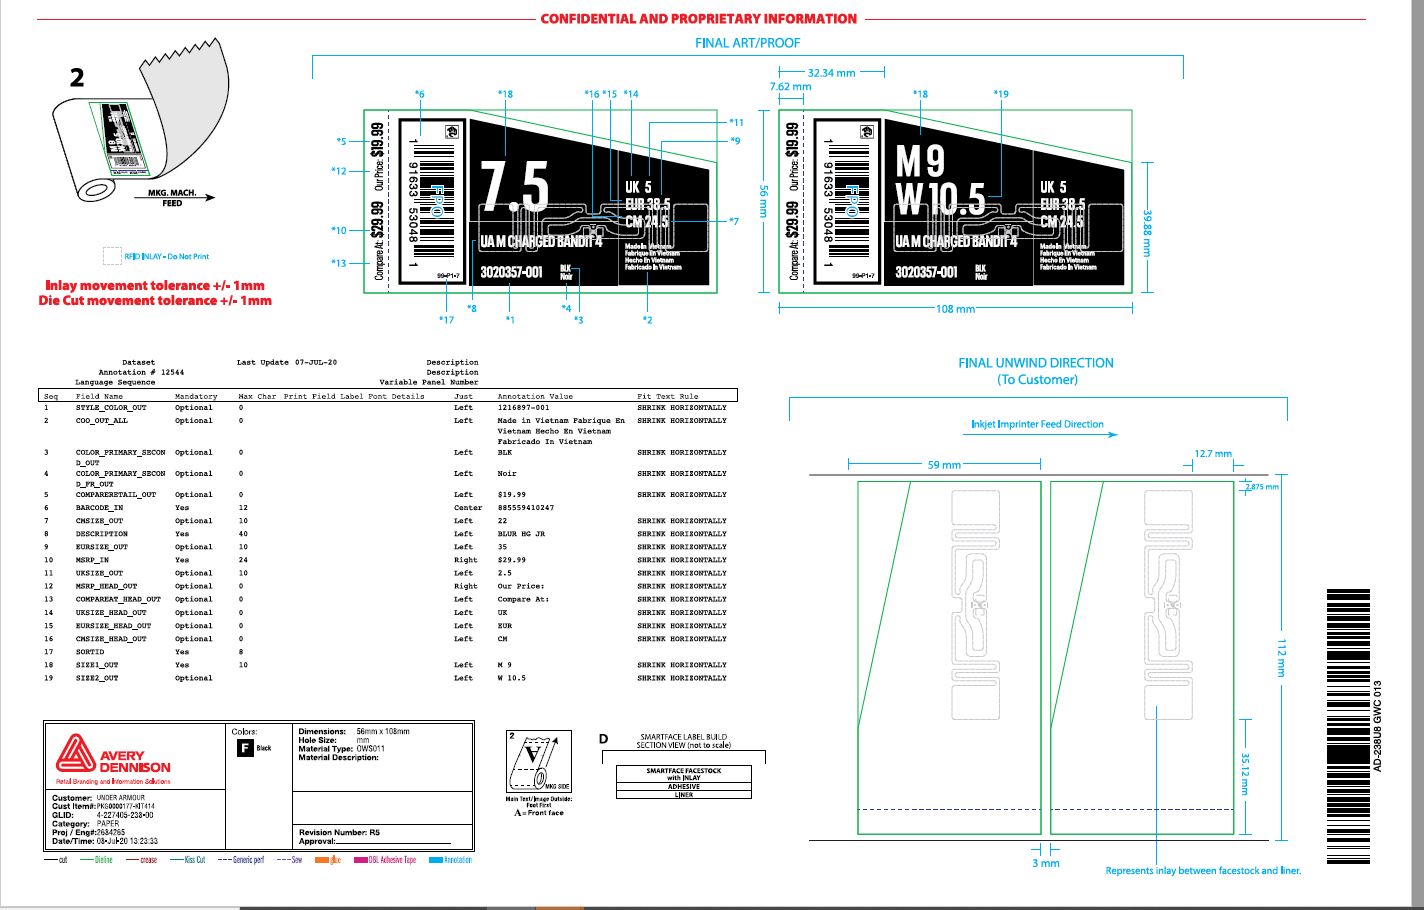 CONFIDENTIAL AND PROPRIETARY INFORMATION
FINAL ART/PROOF
2
MKG. MACH.
FEED
RFID INLAY - Do Not Print
Inlay movement tolerance +/- 1mm
Die Cut movement tolerance +/- 1mm
*6
*18
*16 *15 *14
*11
*9
*5
*12
*10
*13
*7
*17
*8
*1
*4
*3
*2
Our Price: $19.99
Compare At: $29.99
1 91633 53048 1
FPO
99-P1-7
7.5
UA M CHARGED BANDIT 4
3020357-001
BLK
Noir
UK 5
EUR 38.5
CM 24.5
Made in Vietnam
Fabrique En Vietnam
Hecho En Vietnam
Fabricado In Vietnam
56 mm
32.34 mm
7.62 mm
*18
*19
Our Price: $19.99
Compare At: $29.99
1 91633 53048 1
FPO
99-P1-7
M 9
W 10.5
UA M CHARGED BANDIT 4
3020357-001
BLK
Noir
UK 5
EUR 38.5
CM 24.5
Made in Vietnam
Fabrique En Vietnam
Hecho En Vietnam
Fabricado In Vietnam
39.88 mm
108 mm
Dataset Last Update 07-JUL-20 Description
Annotation # 12544 Description
Language Sequence Variable Panel Number
Seq Field Name Mandatory Max Char Print Field Label Font Details Just Annotation Value Fit Text Rule
1 STYLE_COLOR_OUT Optional 0 Left 1216897-001 SHRINK HORIZONTALLY
2 COO_OUT_ALL Optional 0 Left Made in Vietnam Fabrique En SHRINK HORIZONTALLY
Vietnam Hecho En Vietnam
Fabricado In Vietnam
3 COLOR_PRIMARY_SECON Optional 0 Left BLK SHRINK HORIZONTALLY
D_OUT
4 COLOR_PRIMARY_SECON Optional 0 Left Noir SHRINK HORIZONTALLY
D_FR_OUT
5 COMPARERETAIL_OUT Optional 0 Left $19.99 SHRINK HORIZONTALLY
6 BARCODE_IN Yes 12 Center 885559410247
7 CMSIZE_OUT Optional 10 Left 22 SHRINK HORIZONTALLY
8 DESCRIPTION Yes 40 Left BLUR HG JR SHRINK HORIZONTALLY
9 EURSIZE_OUT Optional 10 Left 35 SHRINK HORIZONTALLY
10 MSRP_IN Yes 24 Right $29.99 SHRINK HORIZONTALLY
11 UKSIZE_OUT Optional 10 Left 2.5 SHRINK HORIZONTALLY
12 MSRP_HEAD_OUT Optional 0 Right Our Price: SHRINK HORIZONTALLY
13 COMPAREAT_HEAD_OUT Optional 0 Left Compare At: SHRINK HORIZONTALLY
14 UKSIZE_HEAD_OUT Optional 0 Left UK SHRINK HORIZONTALLY
15 EURSIZE_HEAD_OUT Optional 0 Left EUR SHRINK HORIZONTALLY
16 CMSIZE_HEAD_OUT Optional 0 Left CM SHRINK HORIZONTALLY
17 SORTID Yes 8
18 SIZE1_OUT Yes 10 Left M 9 SHRINK HORIZONTALLY
19 SIZE2_OUT Optional Left W 10.5 SHRINK HORIZONTALLY
FINAL UNWIND DIRECTION
(To Customer)
Inkjet Imprinter Feed Direction
59 mm
12.7 mm
2.875 mm
112 mm
35.12 mm
3 mm
Represents inlay between facestock and liner.
AD-238U8 GWC 013
AVERY
DENNISON
Retail Branding and Information Solutions
Customer: UNDER ARMOUR
Cust Item#: PKG0000177-KIT414
GLID: 4-227405-238-00
Category: PAPER
Proj / Eng#: 2684265
Date/Time: 08-Jul-20 13:23:33
Colors:
F Black
Dimensions: 56mm x 108mm
Hole Size: mm
Material Type: OWS011
Material Description:
Revision Number: R5
Approval:
cut Dieline crease Kiss Cut Generic perf Sew glue DBL Adhesive Tape Annotation
2
A
MKG SIDE
Main Text/Image Outside:
Foot First
A = Front face
D
SMARTFACE LABEL BUILD
SECTION VIEW (not to scale)
SMARTFACE FACESTOCK
with INLAY
ADHESIVE
LINER